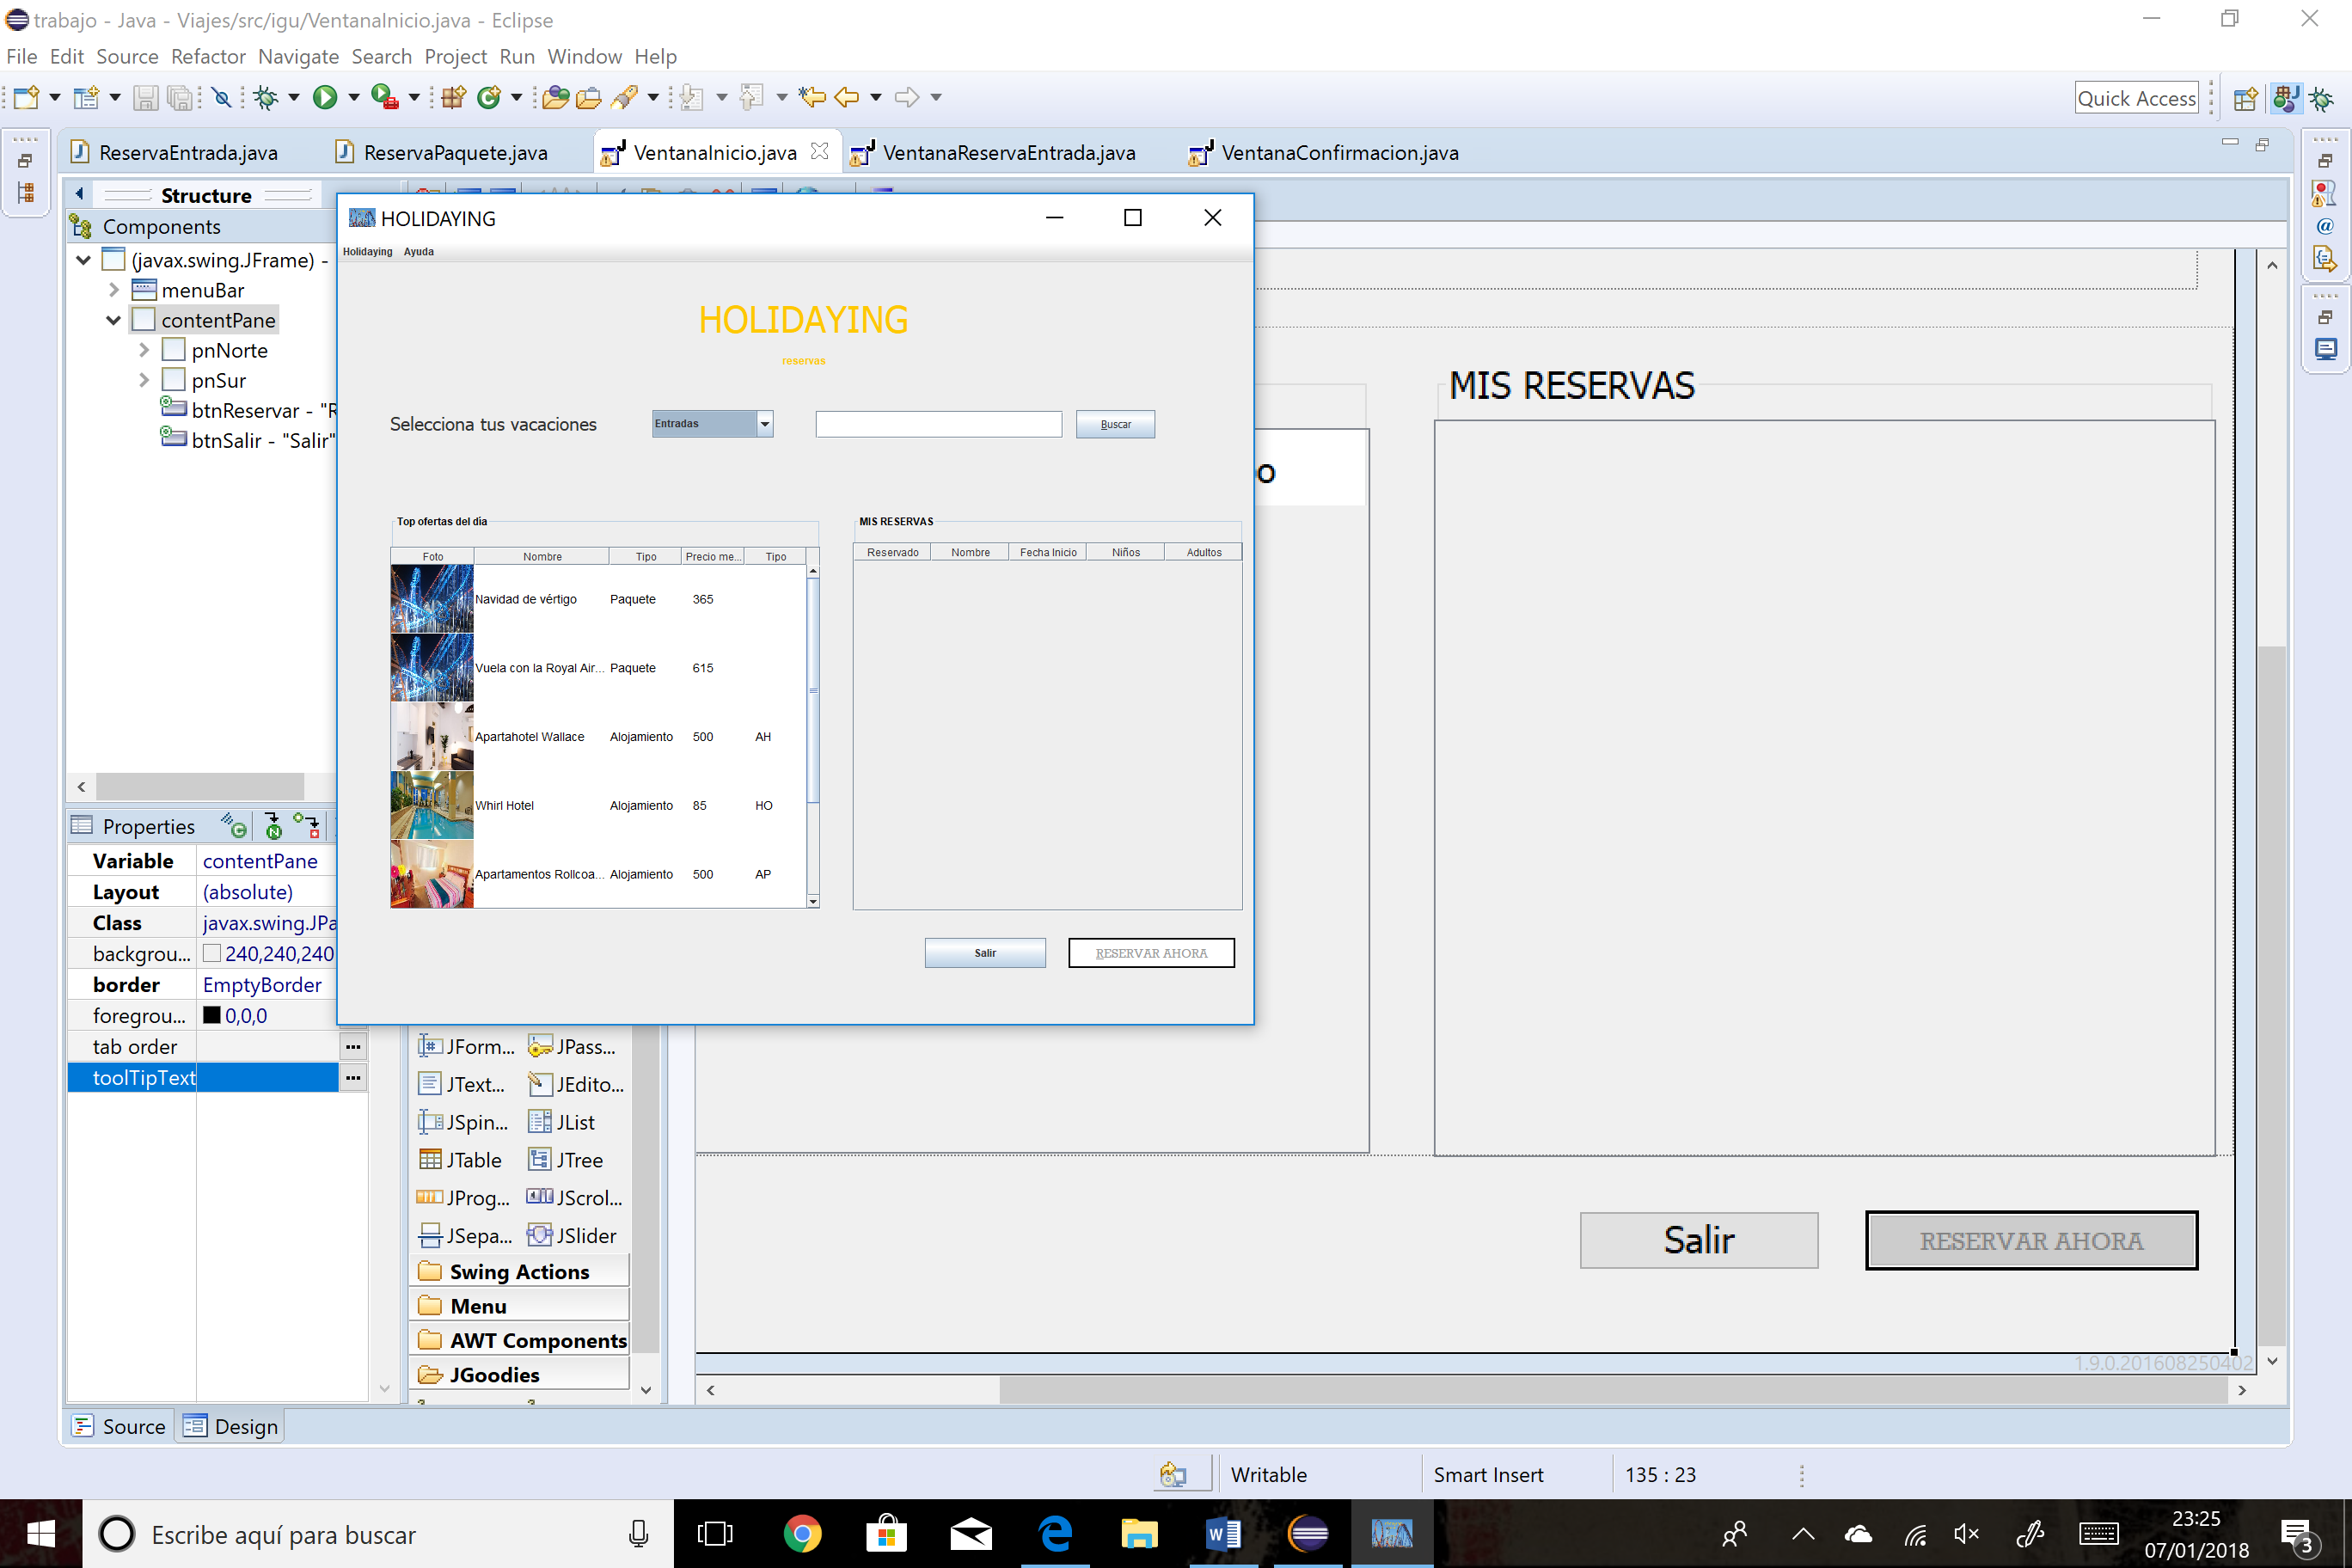 trabajo - Java - Viajes/src/igu/VentanaInicio.java - Eclipse
File Edit Source Refactor Navigate Search Project Run Window Help
Quick Access
ReservaEntrada.java ReservaPaquete.java VentanaInicio.java VentanaReservaEntrada.java VentanaConfirmacion.java
Structure
Components
(javax.swing.JFrame) -
menuBar
contentPane
pnNorte
pnSur
btnReservar - "R
btnSalir - "Salir"
Properties
Variable contentPane
Layout (absolute)
Class javax.swing.JPa
backgrou... 240,240,240
border EmptyBorder
foregrou... 0,0,0
tab order
toolTipText
HOLIDAYING
Holidaying Ayuda
HOLIDAYING
reservas
Selecciona tus vacaciones Entradas Buscar
Top ofertas del día
Foto Nombre Tipo Precio me... Tipo
Navidad de vértigo Paquete 365
Vuela con la Royal Air... Paquete 615
Apartahotel Wallace Alojamiento 500 AH
Whirl Hotel Alojamiento 85 HO
Apartamentos Rollcoa... Alojamiento 500 AP
MIS RESERVAS
Reservado Nombre Fecha Inicio Niños Adultos
Salir RESERVAR AHORA
MIS RESERVAS
o
JForm... JPass...
JText... JEdito...
JSpin... JList
JTable JTree
JProg... JScrol...
JSepa... JSlider
Swing Actions
Menu
AWT Components
JGoodies
Salir RESERVAR AHORA
1.9.0.201608250402
Source Design
Writable Smart Insert 135 : 23
Escribe aquí para buscar
23:25
07/01/2018
3